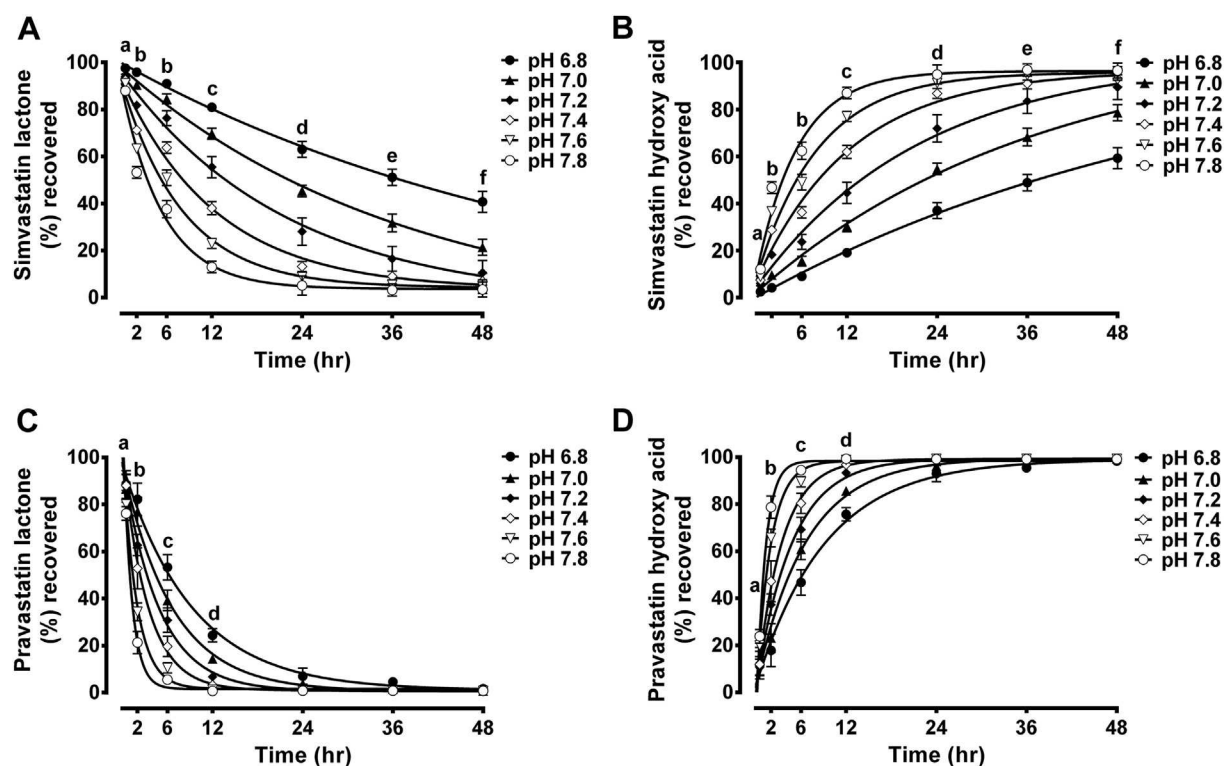 A
a
b
b
c
d
e
f
100
80
60
40
20
0
Simvastatin lactone
(%) recovered
2
6
12
24
36
48
Time (hr)
pH 6.8
pH 7.0
pH 7.2
pH 7.4
pH 7.6
pH 7.8
B
a
b
b
c
d
e
f
100
80
60
40
20
0
Simvastatin hydroxy acid
(%) recovered
2
6
12
24
36
48
Time (hr)
pH 6.8
pH 7.0
pH 7.2
pH 7.4
pH 7.6
pH 7.8
C
a
b
c
d
100
80
60
40
20
0
Pravastatin lactone
(%) recovered
2
6
12
24
36
48
Time (hr)
pH 6.8
pH 7.0
pH 7.2
pH 7.4
pH 7.6
pH 7.8
D
a
b
c
d
100
80
60
40
20
0
Pravastatin hydroxy acid
(%) recovered
2
6
12
24
36
48
Time (hr)
pH 6.8
pH 7.0
pH 7.2
pH 7.4
pH 7.6
pH 7.8